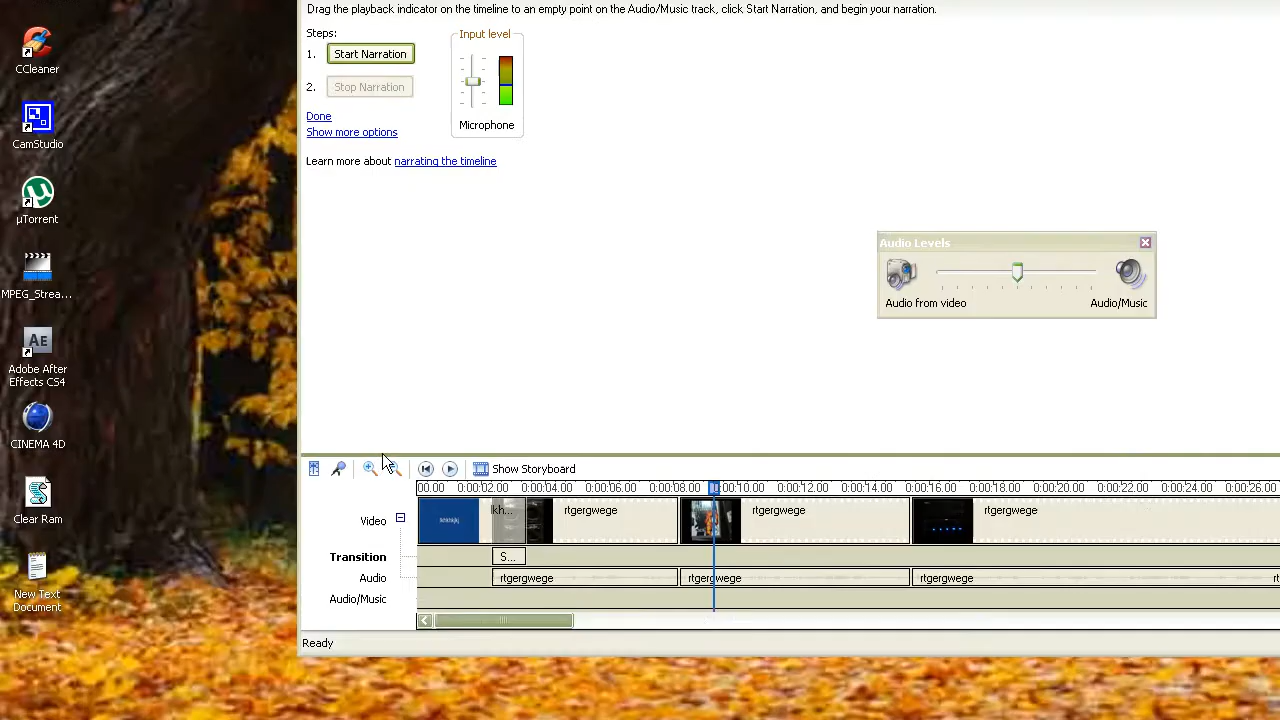 CCleaner
CamStudio
µTorrent
MPEG_Strea...
AE
Adobe After
Effects CS4
CINEMA 4D
Clear Ram
New Text
Document
Drag the playback indicator on the timeline to an empty point on the Audio/Music track, click Start Narration, and begin your narration.
Steps:
1. Start Narration
2. Stop Narration
Input level
Microphone
Done
Show more options
Learn more about narrating the timeline
Audio Levels
Audio from video
Audio/Music
Show Storyboard
00.00 0:00:02.00 0:00:04.00 0:00:06.00 0:00:08.00 0:00:10.00 0:00:12.00 0:00:14.00 0:00:16.00 0:00:18.00 0:00:20.00 0:00:22.00 0:00:24.00 0:00:26.00
Video
rtgergwege rtgergwege rtgergwege
Transition S...
Audio rtgergwege rtgergwege rtgergwege
Audio/Music
Ready